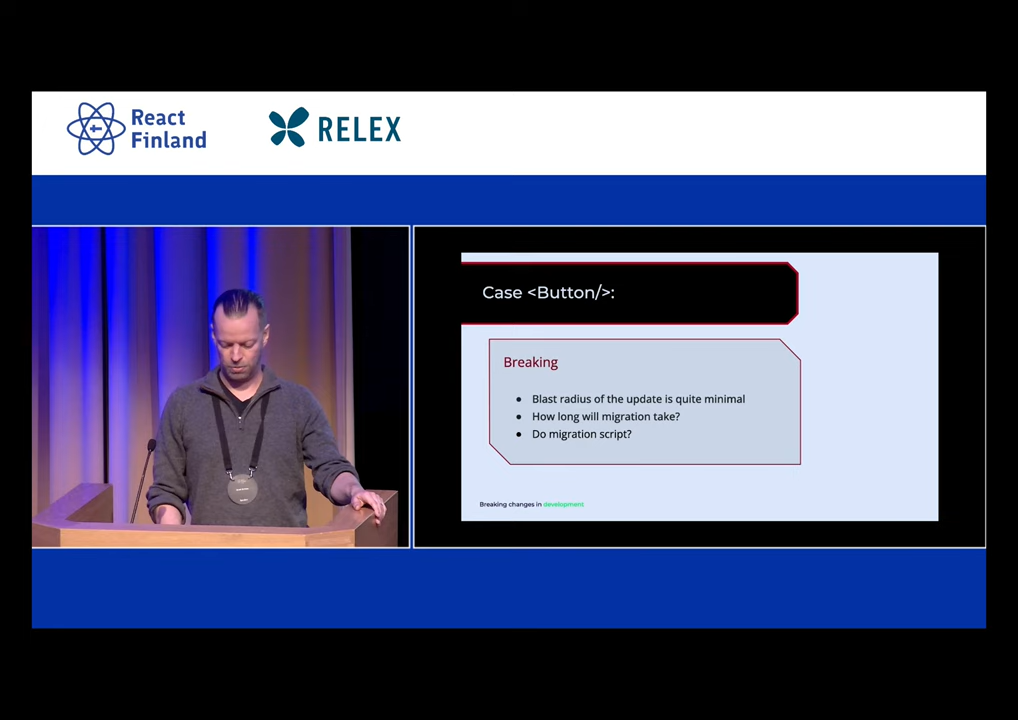 React
Finland
RELEX
Case <Button/>:
Breaking
● Blast radius of the update is quite minimal
● How long will migration take?
● Do migration script?
Breaking changes in development